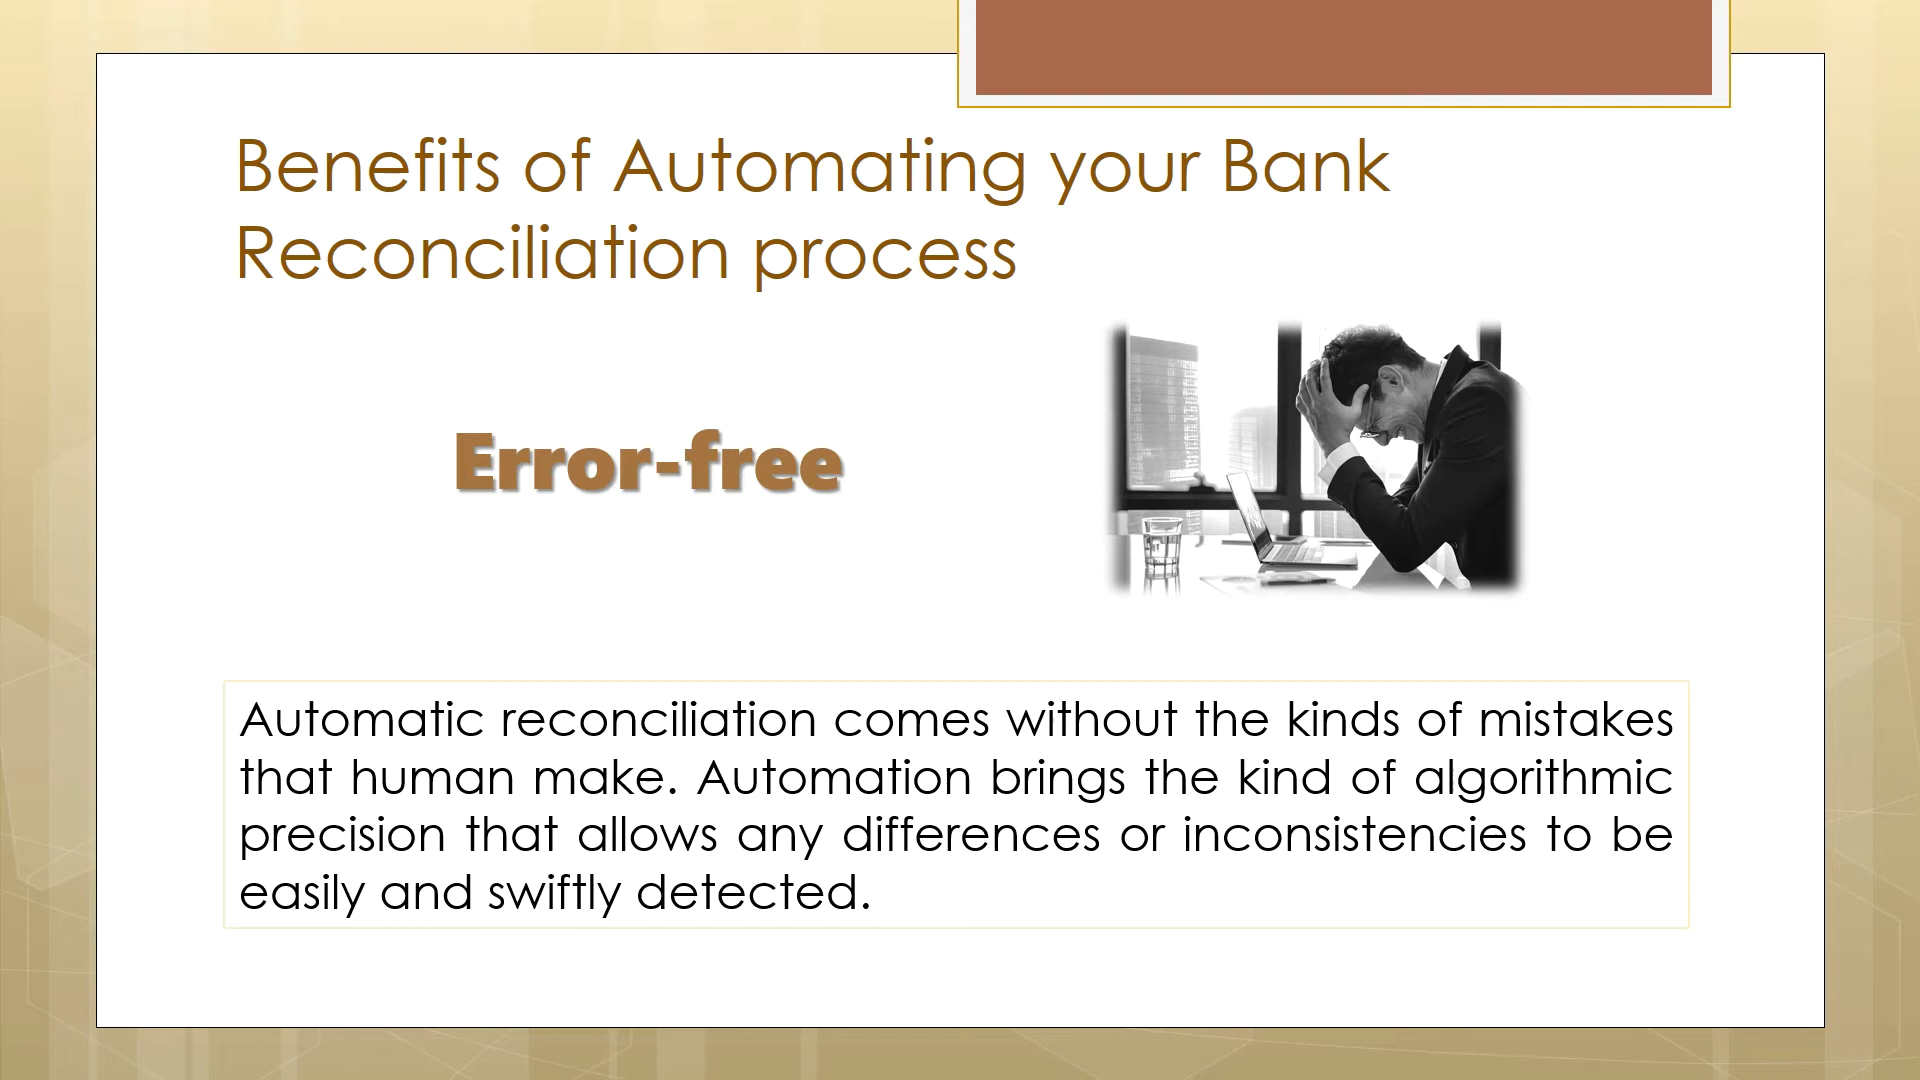 Benefits of Automating your Bank
Reconciliation process
Error-free
Automatic reconciliation comes without the kinds of mistakes
that human make. Automation brings the kind of algorithmic
precision that allows any differences or inconsistencies to be
easily and swiftly detected.